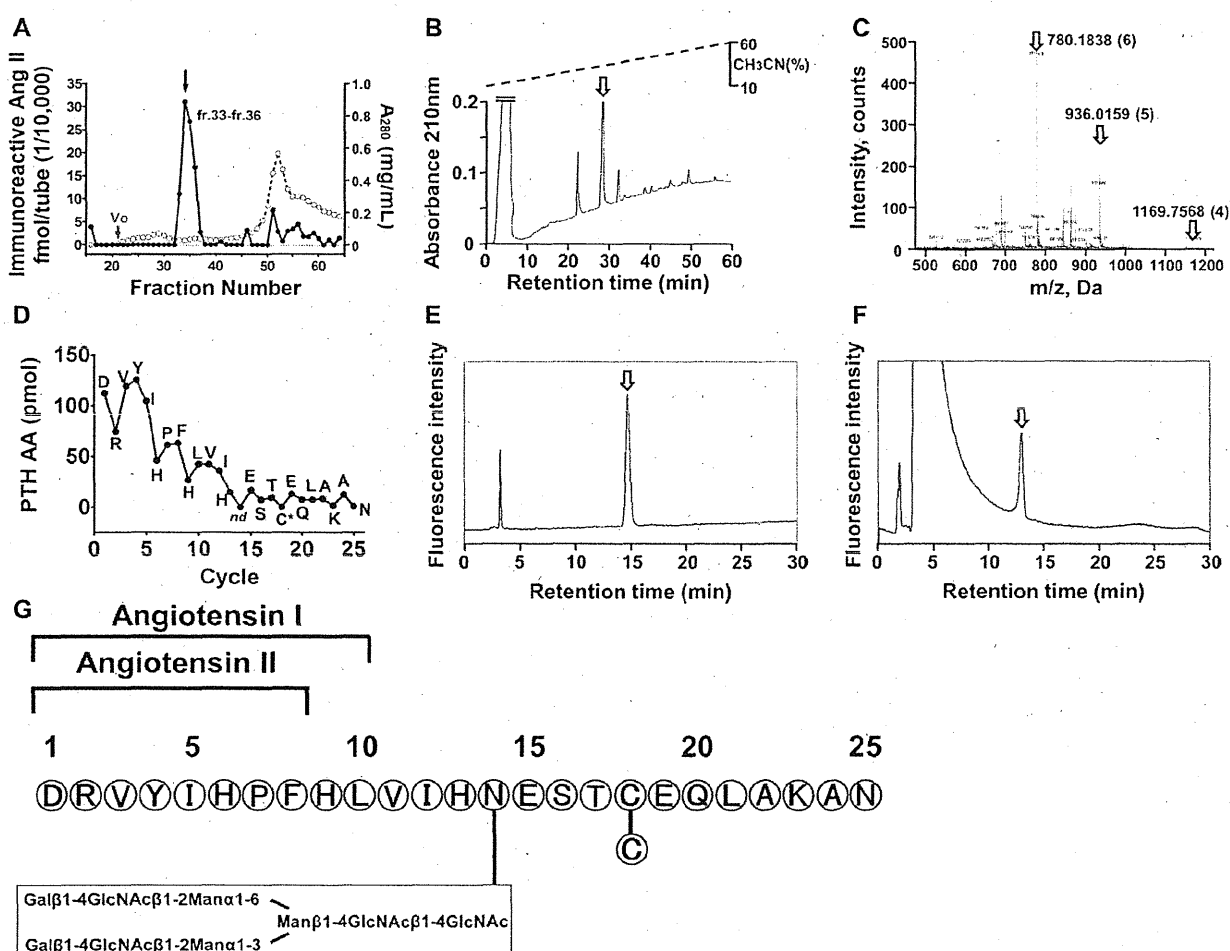 A
Immunoreactive Ang II
fmol/tube (1/10,000)
35
30
25
20
15
10
5
0
Vo
fr.33-fr.36
1.0
0.8
0.6
0.4
0.2
0
A280 (mg/mL)
20 30 40 50 60
Fraction Number
B
60
CH3CN(%)
10
Absorbance 210nm
0.2
0.1
0
0 10 20 30 40 50 60
Retention time (min)
C
780.1838 (6)
936.0159 (5)
1169.7568 (4)
Intensity, counts
500
400
300
200
100
0
500 600 700 800 900 1000 1100 1200
m/z, Da
D
PTH AA (pmol)
150
100
50
0
D R V Y I H P F H L V I H nd E S T C* E Q L A K A N
0 5 10 15 20 25
Cycle
E
Fluorescence intensity
0 5 10 15 20 25 30
Retention time (min)
F
Fluorescence intensity
0 5 10 15 20 25 30
Retention time (min)
G
Angiotensin I
Angiotensin II
1 5 10 15 20 25
D R V Y I H P F H L V I H N E S T C E Q L A K A N
C
Galβ1-4GlcNAcβ1-2Manα1-6
Manβ1-4GlcNAcβ1-4GlcNAc
Galβ1-4GlcNAcβ1-2Manα1-3